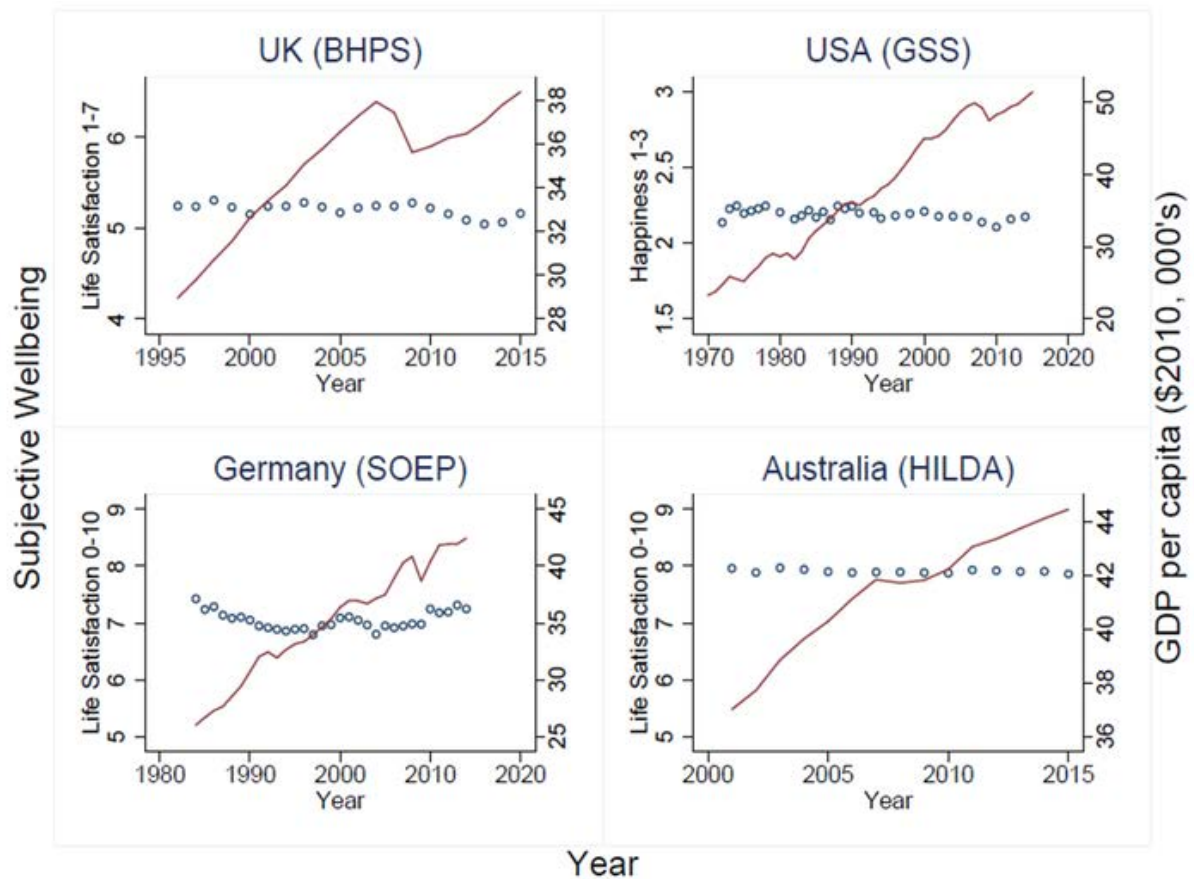 UK (BHPS)
Life Satisfaction 1-7
6
5
4
38
36
34
32
30
28
1995 2000 2005 2010 2015
Year
USA (GSS)
Happiness 1-3
3
2.5
2
1.5
50
40
30
20
1970 1980 1990 2000 2010 2020
Year
Subjective Wellbeing
GDP per capita ($2010, 000's)
Germany (SOEP)
Life Satisfaction 0-10
9
8
7
6
5
45
40
35
30
25
1980 1990 2000 2010 2020
Year
Australia (HILDA)
Life Satisfaction 0-10
9
8
7
6
5
44
42
40
38
36
2000 2005 2010 2015
Year
Year